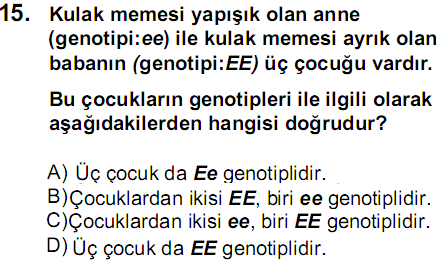 15. Kulak memesi yapışık olan anne
(genotipi:ee) ile kulak memesi ayrık olan
babanın (genotipi:EE) üç çocuğu vardır.
Bu çocukların genotipleri ile ilgili olarak
aşağıdakilerden hangisi doğrudur?
A) Üç çocuk da Ee genotiplidir.
B)Çocuklardan ikisi EE, biri ee genotiplidir.
C)Çocuklardan ikisi ee, biri EE genotiplidir.
D) Üç çocuk da EE genotiplidir.